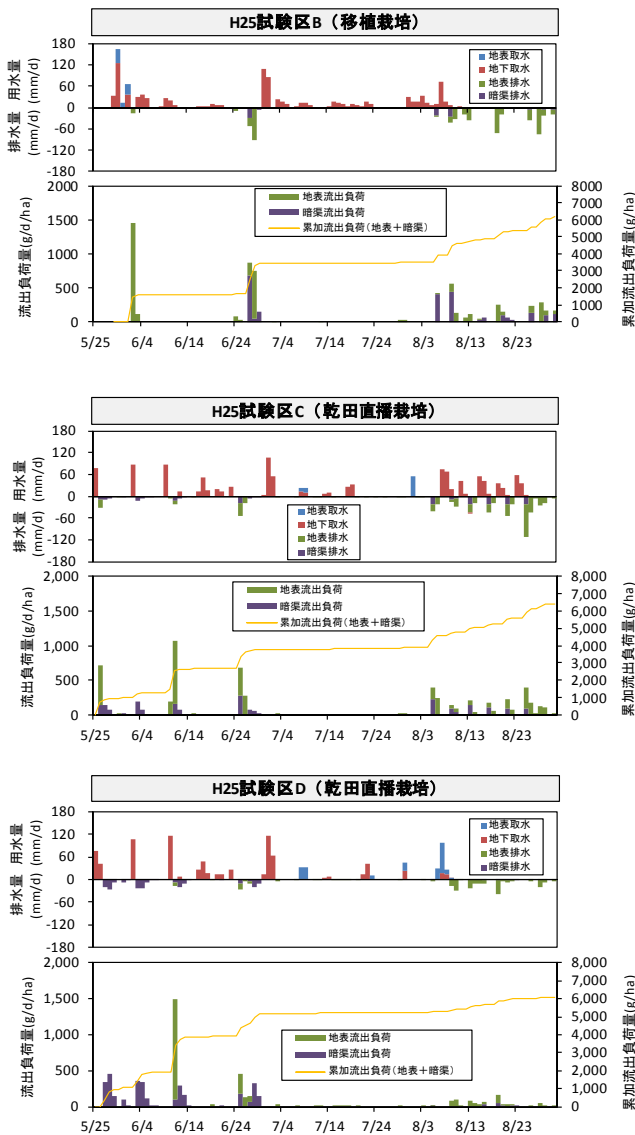 H25試験区B（移植栽培）
排水量 用水量
(mm/d) (mm/d)
180
120
60
0
-60
-120
-180
地表取水
地下取水
地表排水
暗渠排水
流出負荷量(g/d/ha)
2000
1500
1000
500
0
地表流出負荷
暗渠流出負荷
累加流出負荷(地表＋暗渠)
8000
7000
6000
5000
4000
3000
2000
1000
0
累加流出負荷量(g/ha)
5/25 6/4 6/14 6/24 7/4 7/14 7/24 8/3 8/13 8/23
H25試験区C（乾田直播栽培）
排水量 用水量
(mm/d) (mm/d)
180
120
60
0
-60
-120
-180
地表取水
地下取水
地表排水
暗渠排水
流出負荷量(g/d/ha)
2,000
1,500
1,000
500
0
地表流出負荷
暗渠流出負荷
累加流出負荷(地表＋暗渠)
8,000
7,000
6,000
5,000
4,000
3,000
2,000
1,000
0
累加流出負荷量(g/ha)
5/25 6/4 6/14 6/24 7/4 7/14 7/24 8/3 8/13 8/23
H25試験区D（乾田直播栽培）
排水量 用水量
(mm/d) (mm/d)
180
120
60
0
-60
-120
-180
地表取水
地下取水
地表排水
暗渠排水
流出負荷量(g/d/ha)
2,000
1,500
1,000
500
0
地表流出負荷
暗渠流出負荷
累加流出負荷(地表＋暗渠)
8,000
7,000
6,000
5,000
4,000
3,000
2,000
1,000
0
累加流出負荷量(g/ha)
5/25 6/4 6/14 6/24 7/4 7/14 7/24 8/3 8/13 8/23